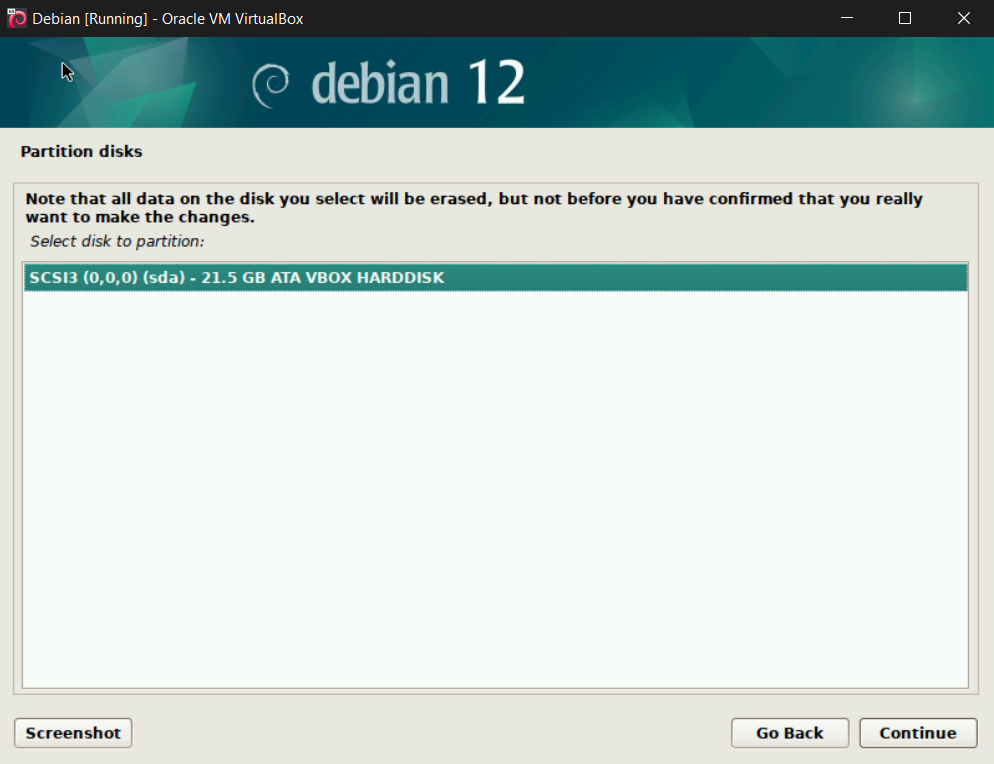 Debian [Running] - Oracle VM VirtualBox
debian 12
Partition disks
Note that all data on the disk you select will be erased, but not before you have confirmed that you really
want to make the changes.
Select disk to partition:
SCSI3 (0,0,0) (sda) - 21.5 GB ATA VBOX HARDDISK
Screenshot
Go Back
Continue